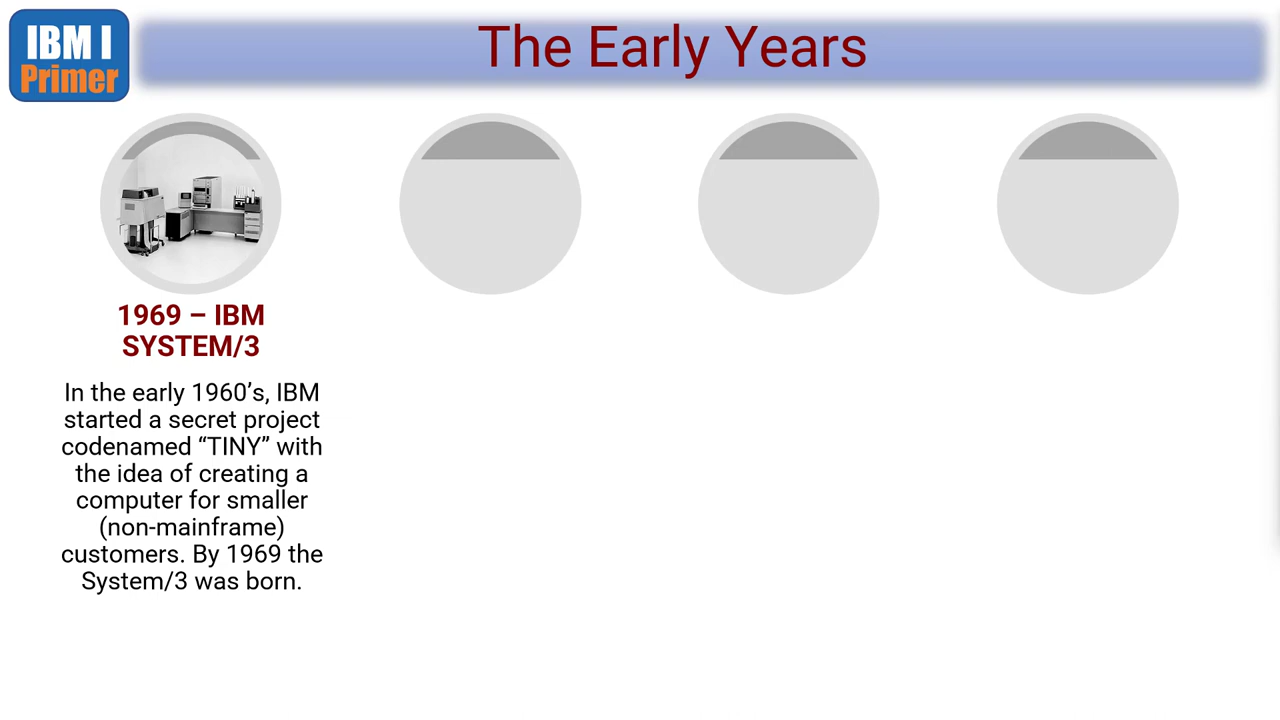 IBM I
Primer
The Early Years
1969 – IBM
SYSTEM/3
In the early 1960’s, IBM
started a secret project
codenamed “TINY” with
the idea of creating a
computer for smaller
(non-mainframe)
customers. By 1969 the
System/3 was born.